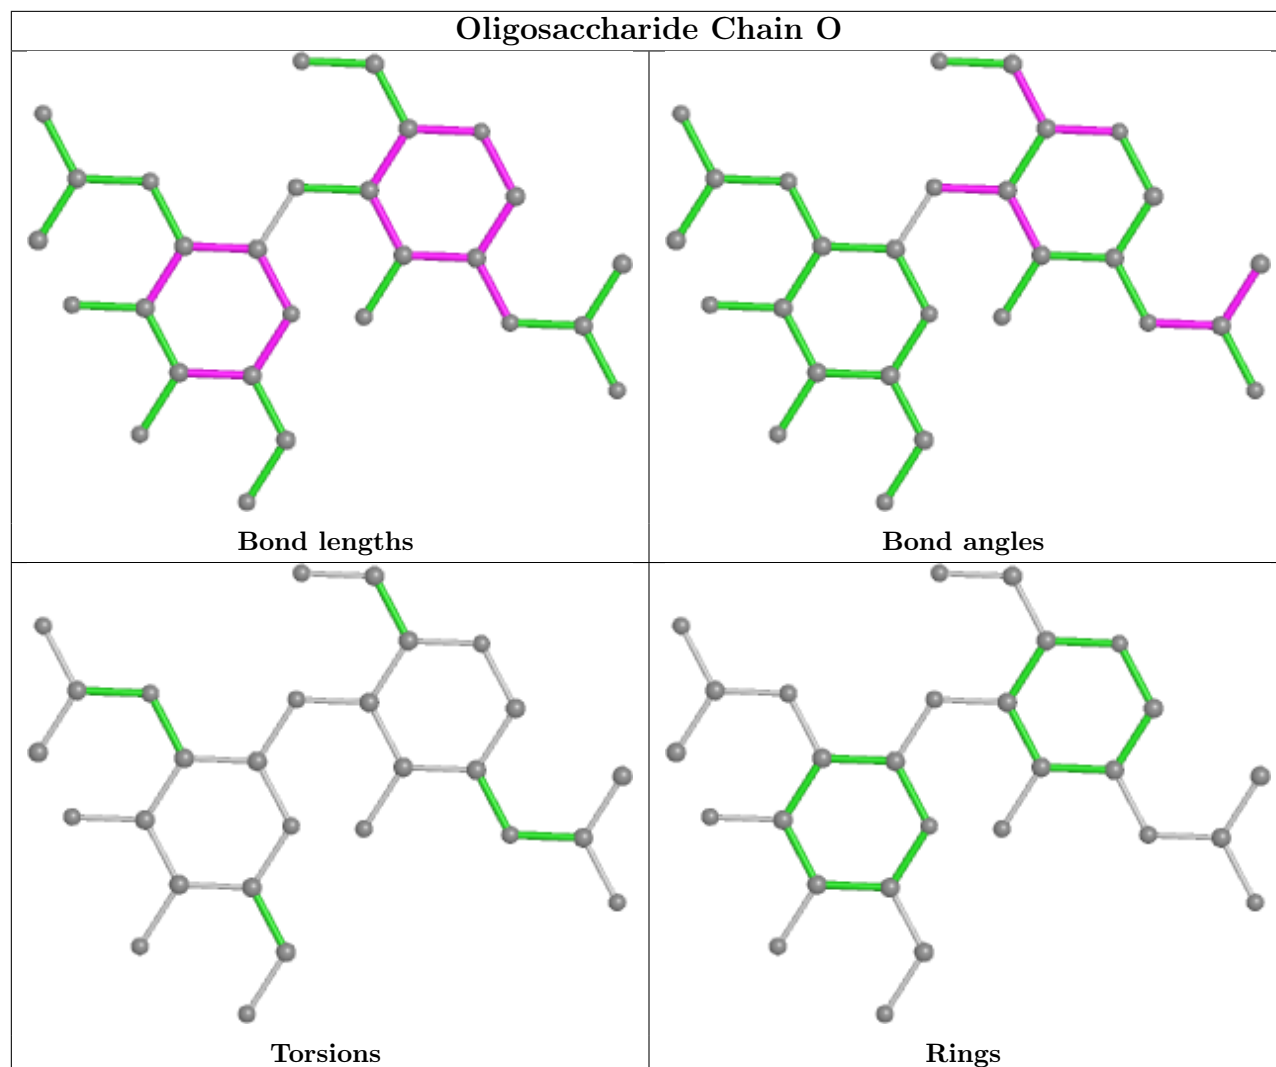 Oligosaccharide Chain O
Bond lengths
Bond angles
Torsions
Rings